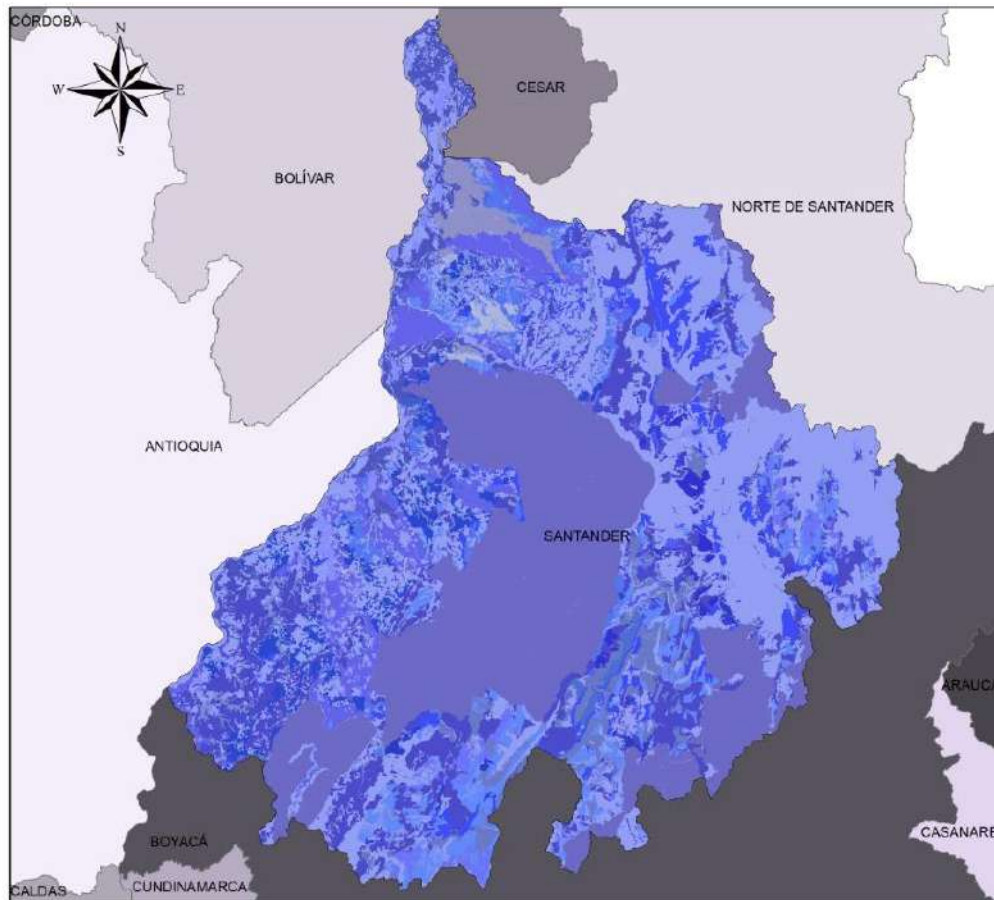 CÓRDOBA
N
W E
S
CESAR
BOLÍVAR
NORTE DE SANTANDER
ANTIOQUIA
SANTANDER
ARAUCA
CASANARE
BOYACÁ
CUNDINAMARCA
CALDAS